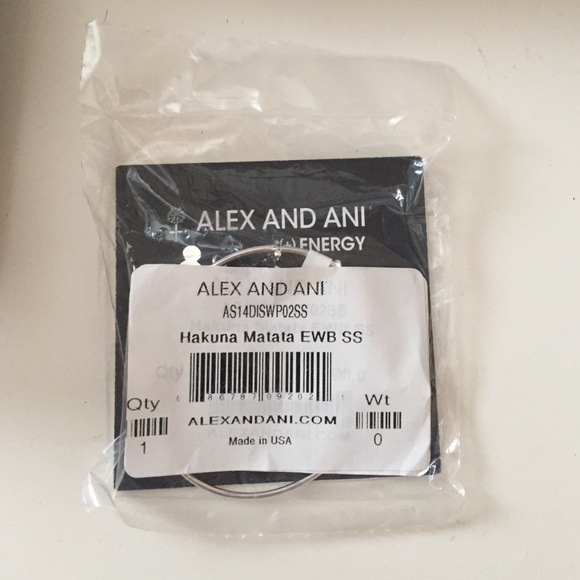 ALEX AND ANI
(+) ENERGY
ALEX AND ANI
AS14DISWP02SS
Hakuna Matata EWB SS
886787092021
Qty
1
Wt
0
ALEXANDANI.COM
Made in USA